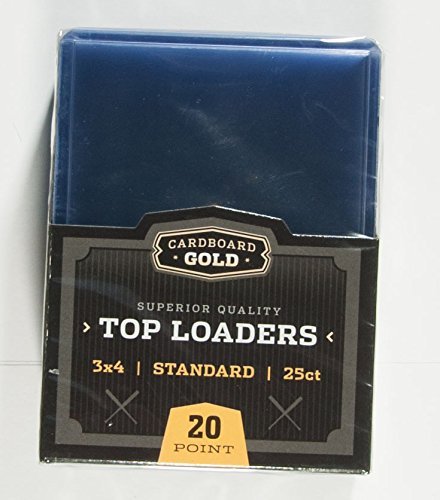 CARDBOARD
GOLD
SUPERIOR QUALITY
TOP LOADERS
3x4 | STANDARD | 25ct
20
POINT